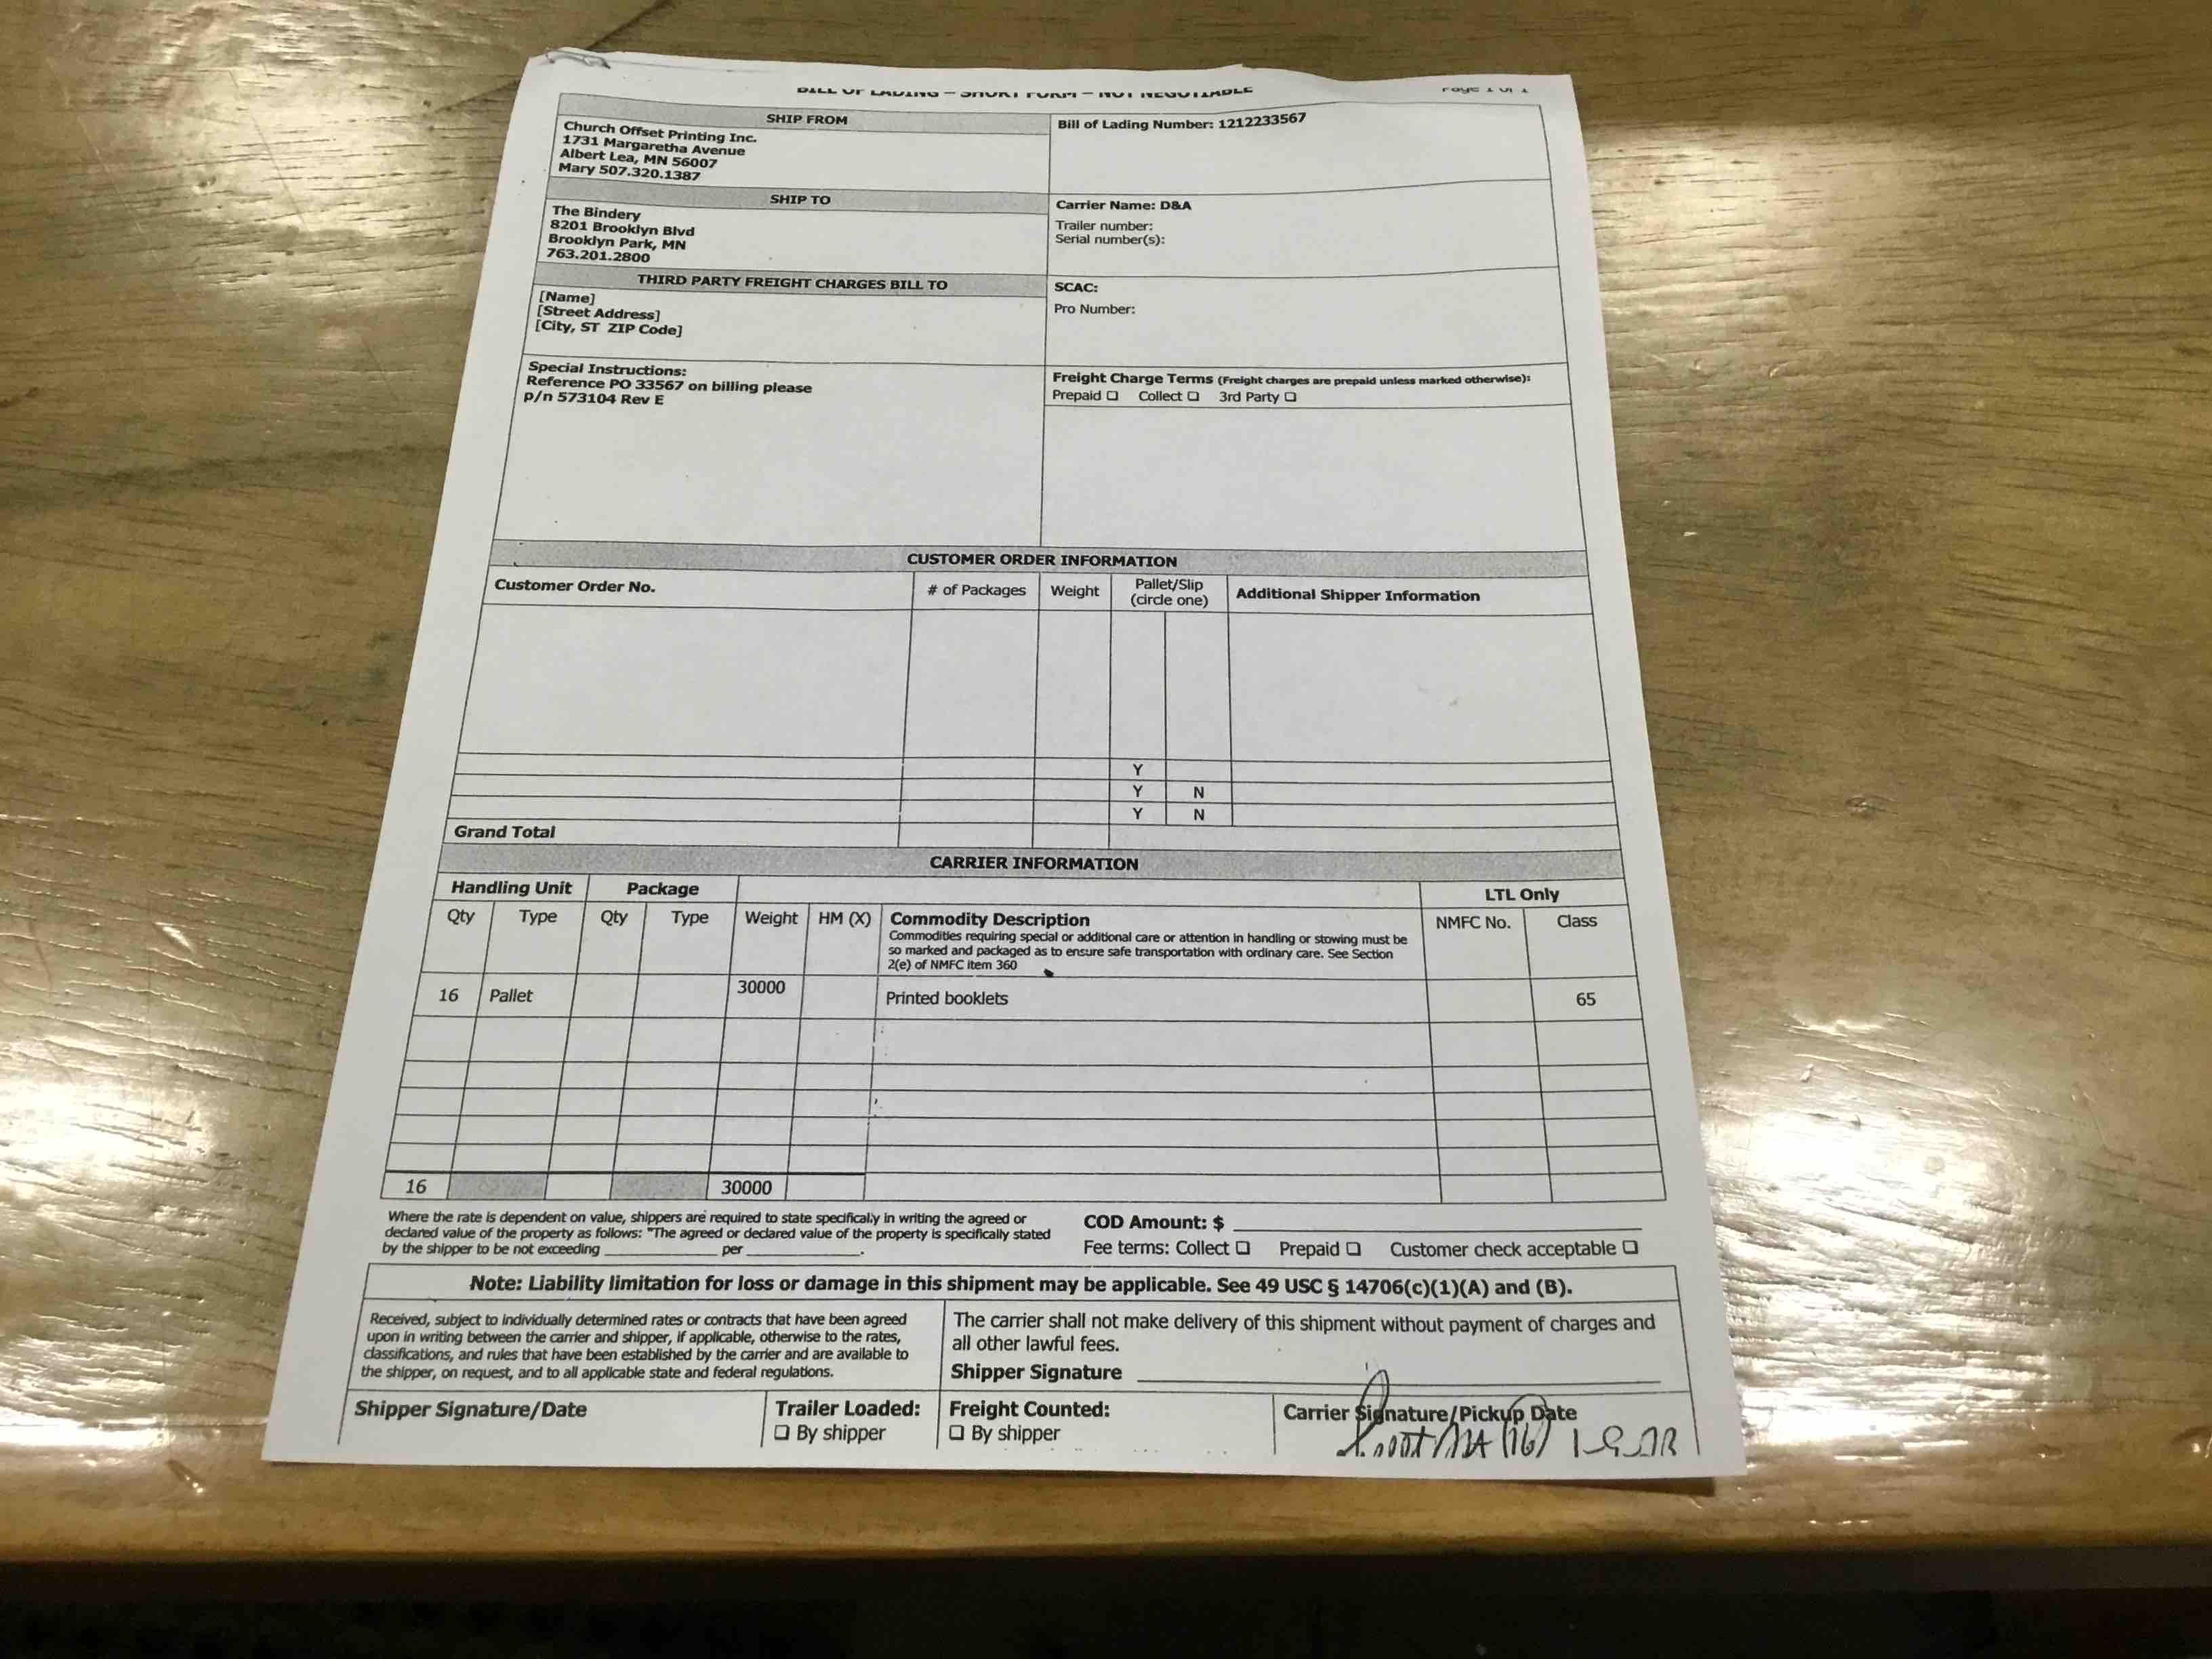 BILL OF LADING – SHORT FORM – NOT NEGOTIABLE
Page 1 of 1
SHIP FROM
Church Offset Printing Inc.
1731 Margaretha Avenue
Albert Lea, MN 56007
Mary 507.320.1387
Bill of Lading Number: 1212233567
SHIP TO
The Bindery
8201 Brooklyn Blvd
Brooklyn Park, MN
763.201.2800
Carrier Name: D&A
Trailer number:
Serial number(s):
THIRD PARTY FREIGHT CHARGES BILL TO
[Name]
[Street Address]
[City, ST ZIP Code]
SCAC:
Pro Number:
Special Instructions:
Reference PO 33567 on billing please
p/n 573104 Rev E
Freight Charge Terms (Freight charges are prepaid unless marked otherwise):
Prepaid ☐ Collect ☐ 3rd Party ☐
CUSTOMER ORDER INFORMATION
Customer Order No. # of Packages Weight Pallet/Slip (circle one) Additional Shipper Information
Y
Y N
Y N
Grand Total
CARRIER INFORMATION
Handling Unit Package LTL Only
Qty Type Qty Type Weight HM (X) Commodity Description NMFC No. Class
Commodities requiring special or additional care or attention in handling or stowing must be
so marked and packaged as to ensure safe transportation with ordinary care. See Section
2(e) of NMFC item 360
16 Pallet 30000 Printed booklets 65
16 30000
Where the rate is dependent on value, shippers are required to state specifically in writing the agreed or
declared value of the property as follows: "The agreed or declared value of the property is specifically stated
by the shipper to be not exceeding ____________ per ____________.
COD Amount: $ ____________
Fee terms: Collect ☐ Prepaid ☐ Customer check acceptable ☐
Note: Liability limitation for loss or damage in this shipment may be applicable. See 49 USC § 14706(c)(1)(A) and (B).
Received, subject to individually determined rates or contracts that have been agreed
upon in writing between the carrier and shipper, if applicable, otherwise to the rates,
classifications, and rules that have been established by the carrier and are available to
the shipper, on request, and to all applicable state and federal regulations.
The carrier shall not make delivery of this shipment without payment of charges and
all other lawful fees.
Shipper Signature ____________
Shipper Signature/Date
Trailer Loaded:
☐ By shipper
Freight Counted:
☐ By shipper
Carrier Signature/Pickup Date
(16)